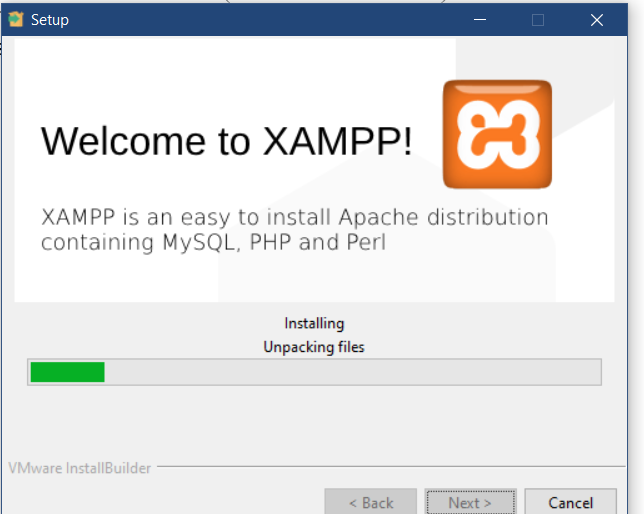 Setup
Welcome to XAMPP!
XAMPP is an easy to install Apache distribution
containing MySQL, PHP and Perl
Installing
Unpacking files
VMware InstallBuilder
< Back
Next >
Cancel